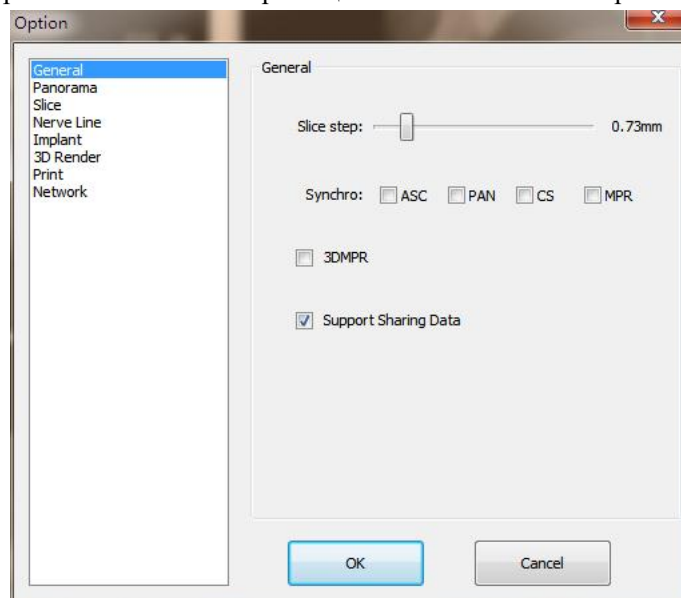 Option
General
Panorama
Slice
Nerve Line
Implant
3D Render
Print
Network
General
Slice step: 0.73mm
Synchro: ASC PAN CS MPR
3DMPR
Support Sharing Data
OK Cancel